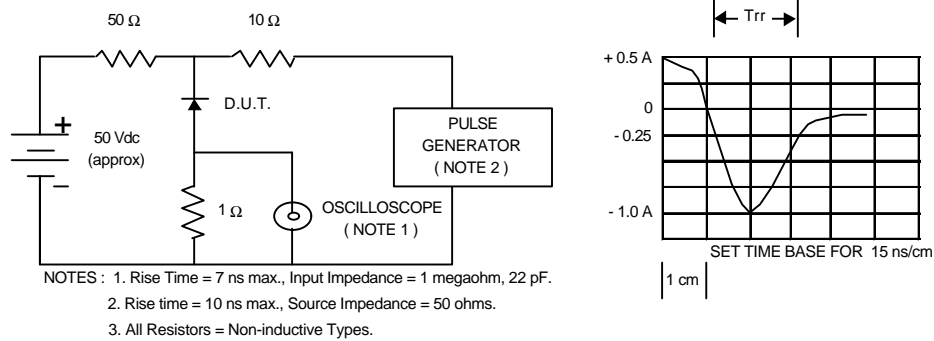 50 Ω
10 Ω
D.U.T.
+
50 Vdc
(approx)
−
1 Ω
OSCILLOSCOPE
( NOTE 1 )
PULSE
GENERATOR
( NOTE 2 )
Trr
+ 0.5 A
0
- 0.25
- 1.0 A
SET TIME BASE FOR 15 ns/cm
1 cm
NOTES : 1. Rise Time = 7 ns max., Input Impedance = 1 megaohm, 22 pF.
2. Rise time = 10 ns max., Source Impedance = 50 ohms.
3. All Resistors = Non-inductive Types.